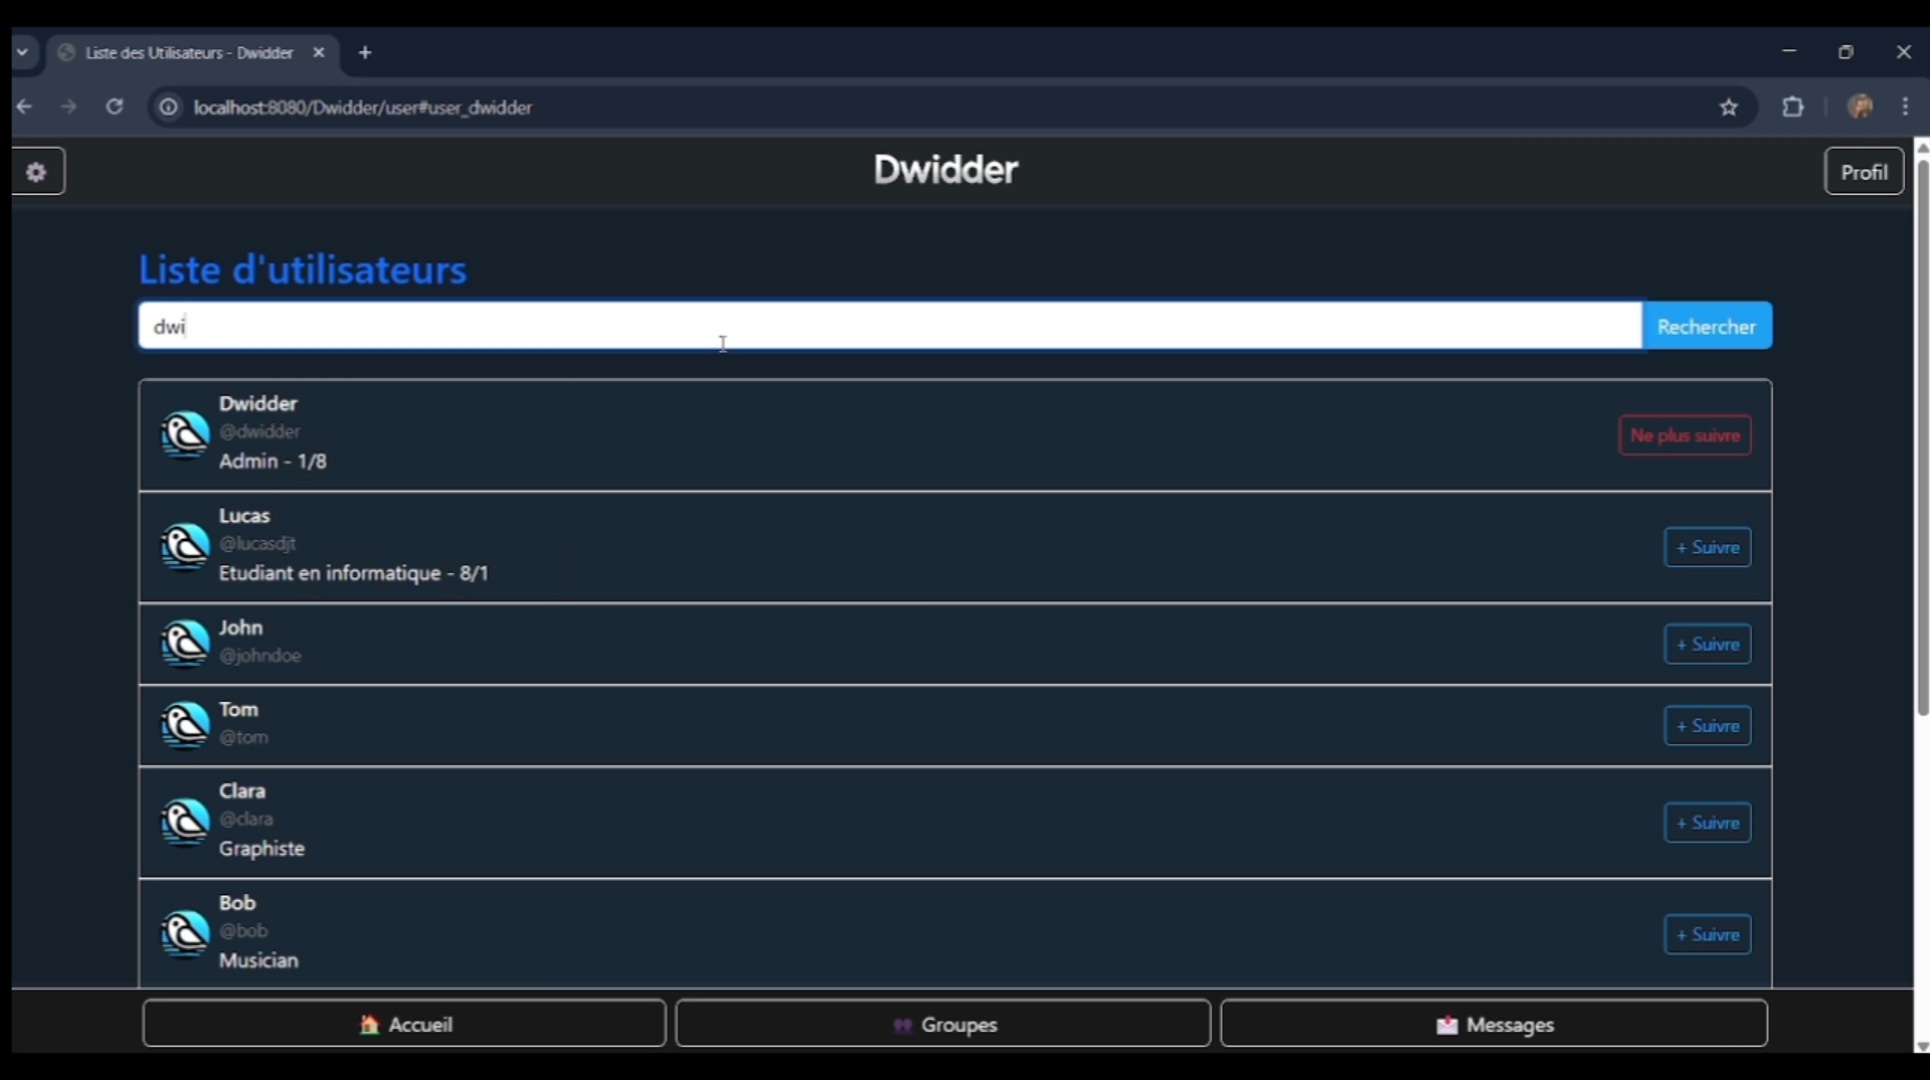 Liste des Utilisateurs - Dwidder
localhost:8080/Dwidder/user#user_dwidder
Dwidder
Profil
Liste d'utilisateurs
dwi
Rechercher
Dwidder
@dwidder
Admin - 1/8
Ne plus suivre
Lucas
@lucasdjt
Etudiant en informatique - 8/1
+ Suivre
John
@johndoe
+ Suivre
Tom
@tom
+ Suivre
Clara
@clara
Graphiste
+ Suivre
Bob
@bob
Musician
+ Suivre
Accueil
Groupes
Messages